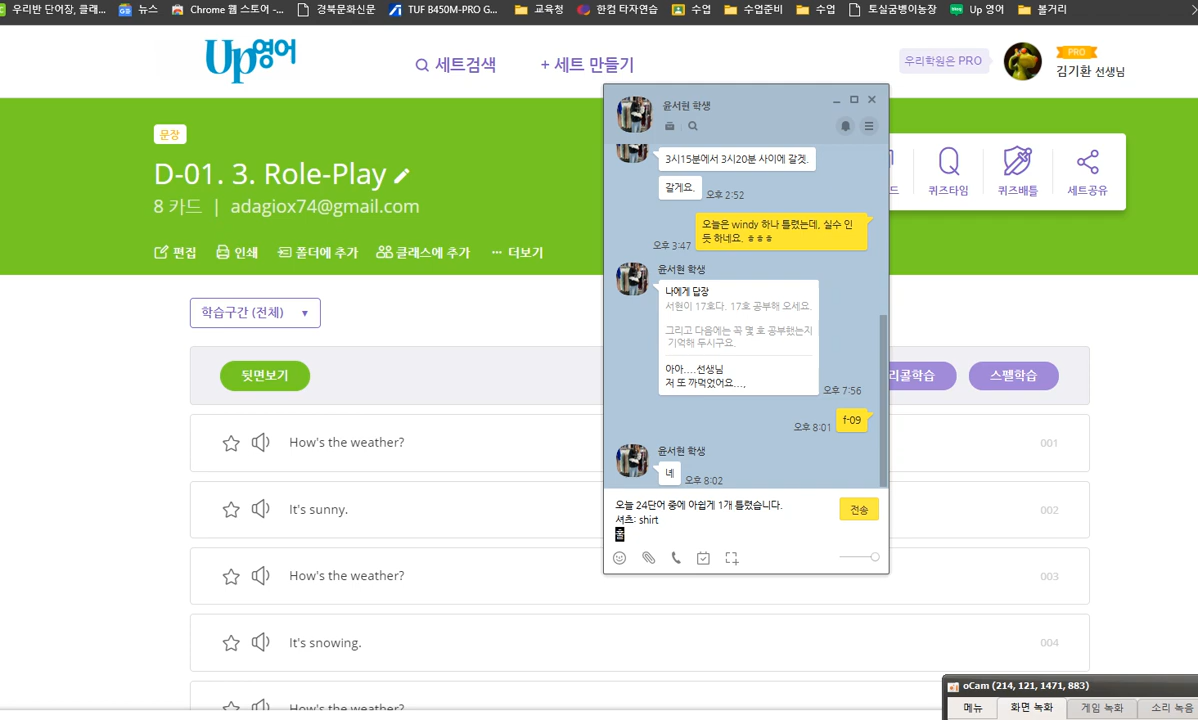 우리반 단어장, 클래... 뉴스 Chrome 웹 스토어 -... 경북문화신문 TUF B450M-PRO G... 교육청 한컴 타자연습 수업 수업준비 수업 토실굼벵이농장 Up 영어 볼거리
Up영어
세트검색
+ 세트 만들기
우리학원은 PRO
PRO
김기환 선생님
문장
D-01. 3. Role-Play
8 카드 | adagiox74@gmail.com
편집 인쇄 폴더에 추가 클래스에 추가 ··· 더보기
드 퀴즈타임 퀴즈배틀 세트공유
학습구간 (전체) ▼
뒷면보기
리콜학습
스펠학습
How's the weather? 001
It's sunny. 002
How's the weather? 003
It's snowing. 004
How's the weather?
윤서현 학생
3시15분에서 3시20분 사이에 갈겟.
갈게요.
오후 2:52
오늘은 windy 하나 틀렸는데, 실수 인
듯 하네요. ㅎㅎㅎ
오후 3:47
윤서현 학생
나에게 답장
서현이 17호다. 17호 공부해 오세요.
그리고 다음에는 꼭 몇 호 공부했는지
기억해 두시구요.
아아....선생님
저 또 까먹었어요...,
오후 7:56
f-09
오후 8:01
윤서현 학생
네
오후 8:02
오늘 24단어 중에 아쉽게 1개 틀렸습니다.
셔츠: shirt
훌
전송
oCam (214, 121, 1471, 883)
메뉴 화면 녹화 게임 녹화 소리 녹음